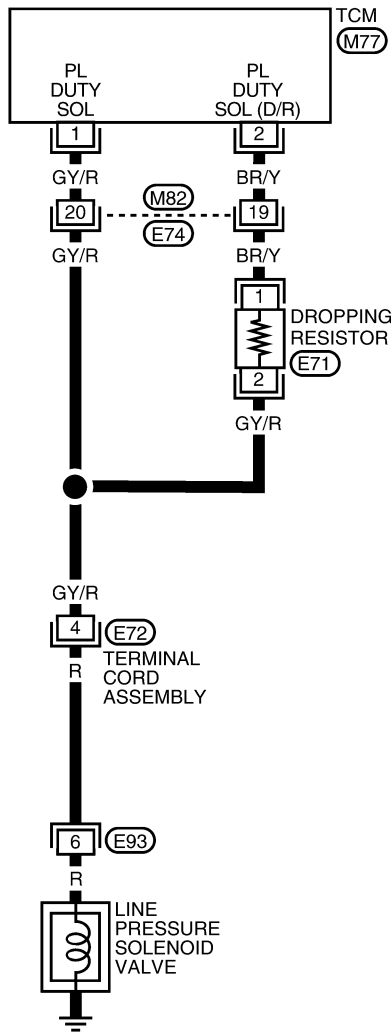 TCM
M77
PL
DUTY
SOL
PL
DUTY
SOL (D/R)
1
2
GY/R
BR/Y
20
M82
19
E74
GY/R
BR/Y
1
DROPPING
RESISTOR
E71
2
GY/R
GY/R
4
E72
TERMINAL
CORD
ASSEMBLY
R
6
E93
R
LINE
PRESSURE
SOLENOID
VALVE